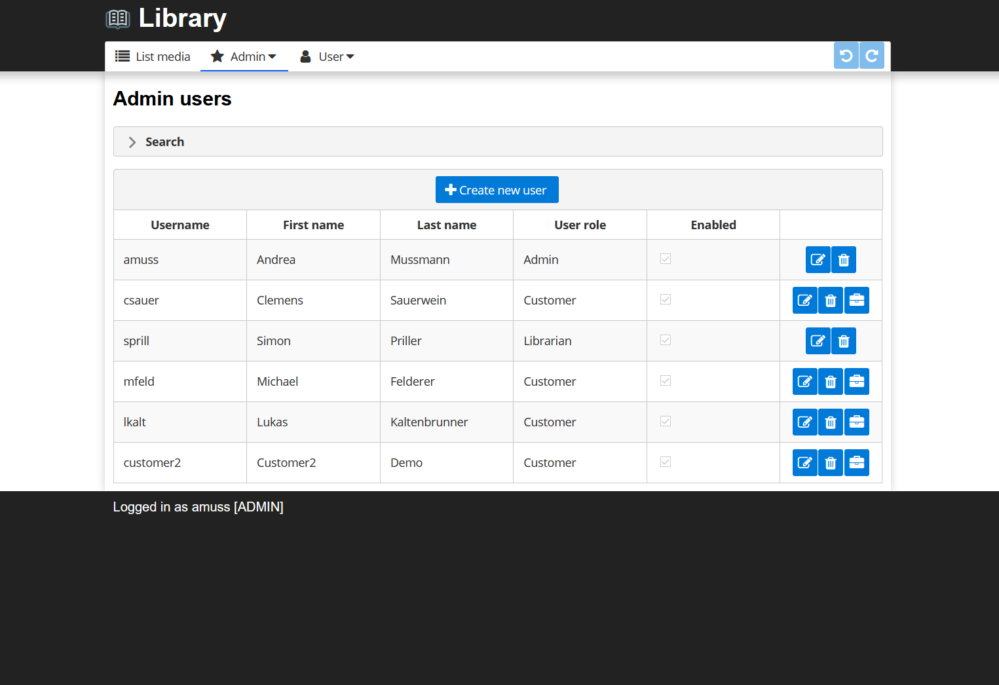 Library
List media Admin User
Admin users
Search
Create new user
Username First name Last name User role Enabled
amuss Andrea Mussmann Admin
csauer Clemens Sauerwein Customer
sprill Simon Priller Librarian
mfeld Michael Felderer Customer
lkalt Lukas Kaltenbrunner Customer
customer2 Customer2 Demo Customer
Logged in as amuss [ADMIN]